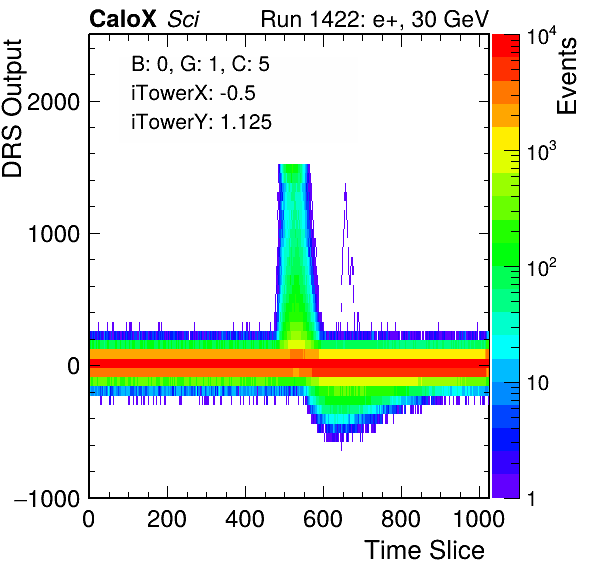 CaloX Sci Run 1422: e+, 30 GeV
B: 0, G: 1, C: 5
iTowerX: -0.5
iTowerY: 1.125
DRS Output
2000
1000
0
−1000
0 200 400 600 800 1000
Time Slice
Events
10^4
10^3
10^2
10
1